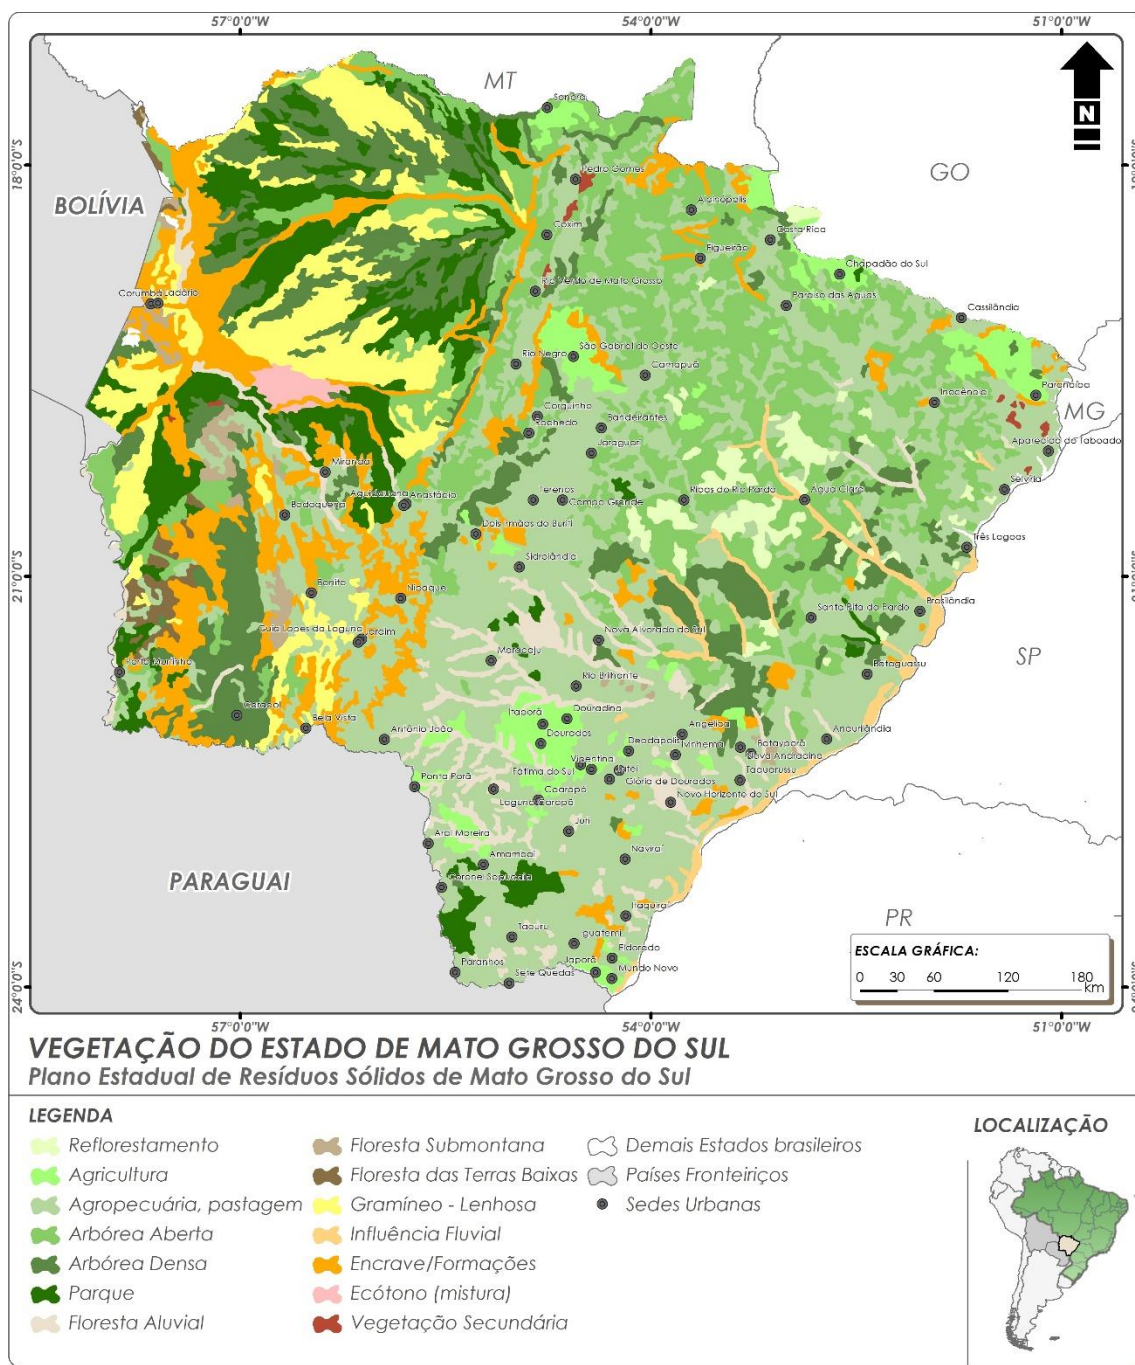 57°0'0"W
54°0'0"W
51°0'0"W
MT
N
Sonora
18°0'0"S
Pedro Gomes
GO
BOLÍVIA
Alcinópolis
Coxim
Costa Rica
Figueirão
Chapadão do Sul
Rio Verde de Mato Grosso
Corumbá
Ladário
Paraíso das Águas
Cassilândia
São Gabriel do Oeste
Rio Negro
Camapuã
Paranaíba
Inocência
MG
Corguinho
Rochedo
Bandeirantes
Jaraguari
Aparecida do Taboado
Miranda
Selvíria
Aquidauana
Anastácio
Terenos
Campo Grande
Ribas do Rio Pardo
Água Clara
Bodoquena
Dois Irmãos do Buriti
Três Lagoas
Sidrolândia
21°0'0"S
Bonito
Nioaque
Brasilândia
Santa Rita do Pardo
Guia Lopes da Laguna
Jardim
Nova Alvorada do Sul
SP
Maracaju
Porto Murtinho
Bataguassu
Rio Brilhante
Caracol
Bela Vista
Itaporã
Douradina
Antônio João
Dourados
Angélica
Anaurilândia
Deodápolis
Ivinhema
Batayporã
Nova Andradina
Vicentina
Fátima do Sul
Jateí
Glória de Dourados
Taquarussu
Ponta Porã
Caarapó
Laguna Carapã
Novo Horizonte do Sul
Juti
Aral Moreira
Amambai
Naviraí
PARAGUAI
Coronel Sapucaia
Itaquiraí
PR
Tacuru
Iguatemi
Eldorado
Paranhos
Sete Quedas
Japorã
Mundo Novo
24°0'0"S
ESCALA GRÁFICA:
0 30 60 120 180
km
57°0'0"W
54°0'0"W
51°0'0"W
VEGETAÇÃO DO ESTADO DE MATO GROSSO DO SUL
Plano Estadual de Resíduos Sólidos de Mato Grosso do Sul
LEGENDA
Reflorestamento
Agricultura
Agropecuária, pastagem
Arbórea Aberta
Arbórea Densa
Parque
Floresta Aluvial
Floresta Submontana
Floresta das Terras Baixas
Gramíneo - Lenhosa
Influência Fluvial
Encrave/Formações
Ecótono (mistura)
Vegetação Secundária
Demais Estados brasileiros
Países Fronteiriços
Sedes Urbanas
LOCALIZAÇÃO